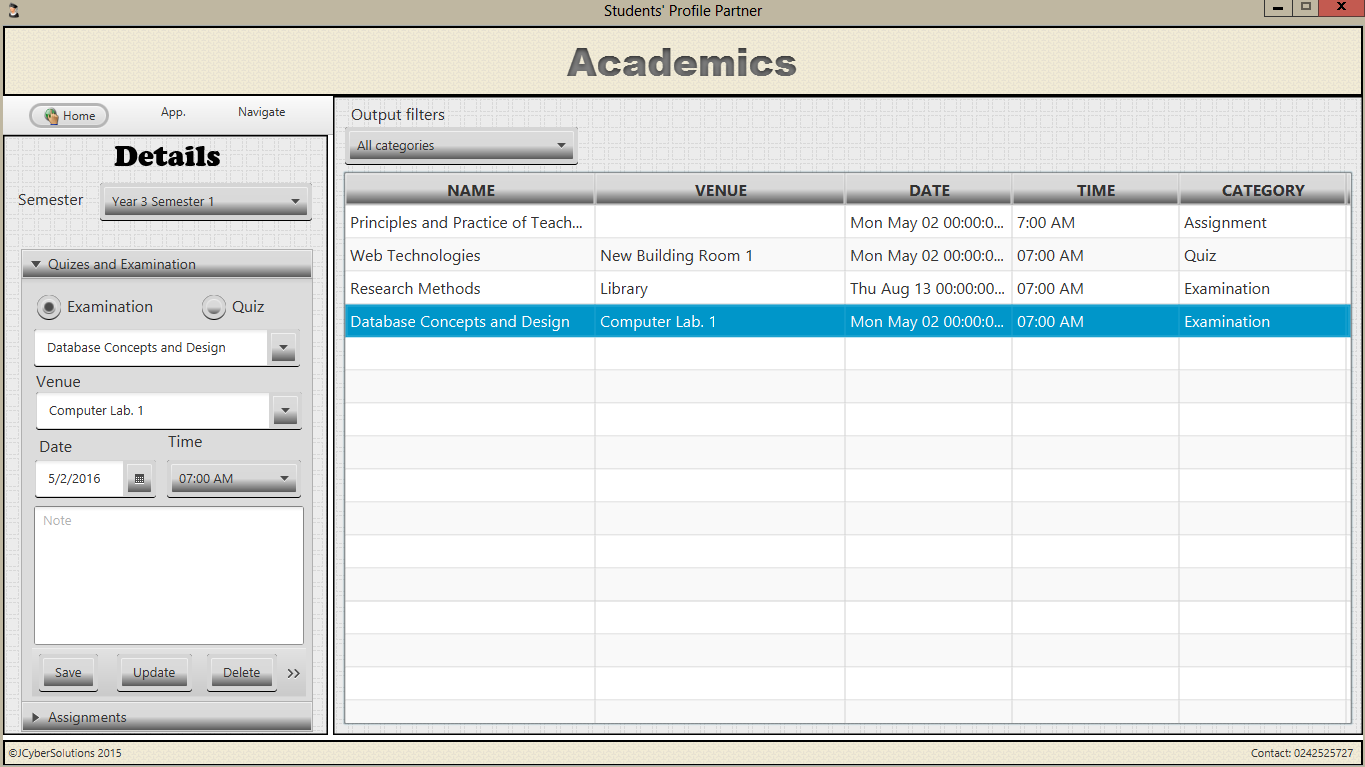 Students' Profile Partner
Academics
Home App. Navigate
Details
Semester Year 3 Semester 1
Quizes and Examination
Examination Quiz
Database Concepts and Design
Venue
Computer Lab. 1
Date Time
5/2/2016 07:00 AM
Note
Save Update Delete >>
Assignments
Output filters
All categories
NAME VENUE DATE TIME CATEGORY
Principles and Practice of Teach... Mon May 02 00:00:0... 7:00 AM Assignment
Web Technologies New Building Room 1 Mon May 02 00:00:0... 07:00 AM Quiz
Research Methods Library Thu Aug 13 00:00:00... 07:00 AM Examination
Database Concepts and Design Computer Lab. 1 Mon May 02 00:00:0... 07:00 AM Examination
©JCyberSolutions 2015 Contact: 0242525727